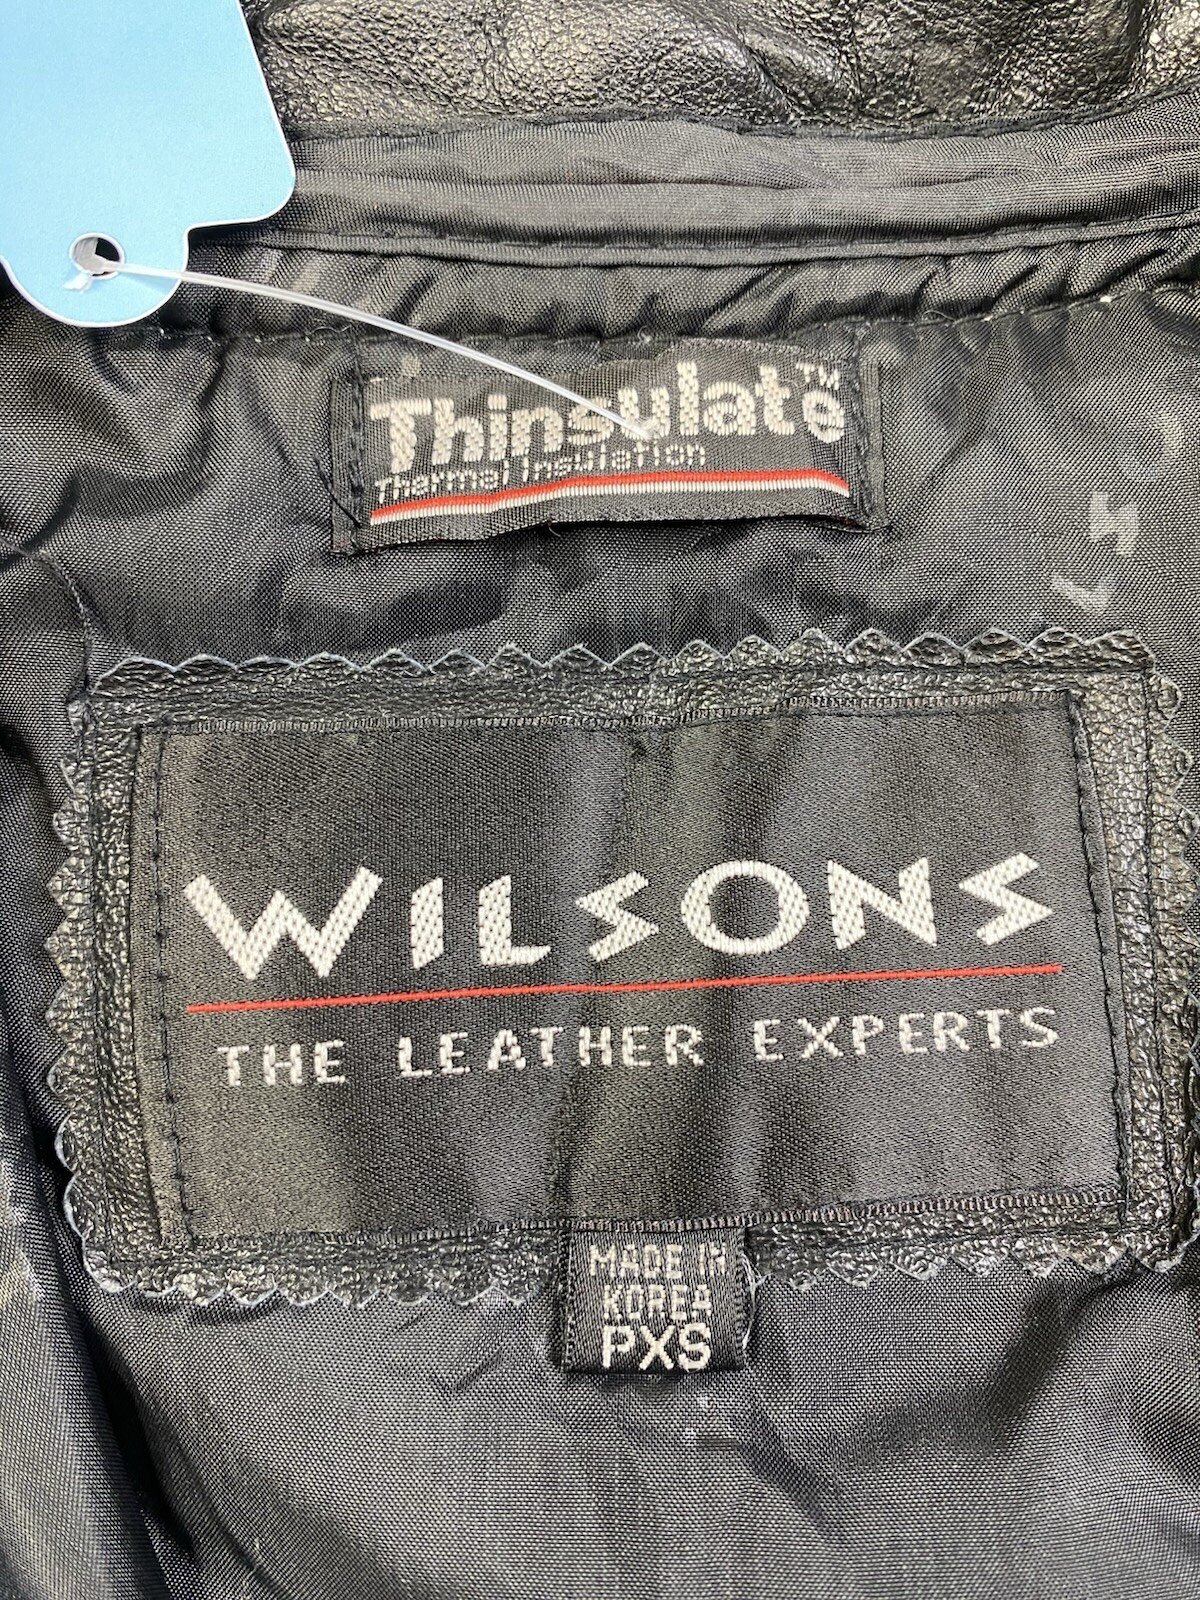 Thinsulate™
Thermal Insulation
WILSONS
THE LEATHER EXPERTS
MADE IN
KOREA
PXS